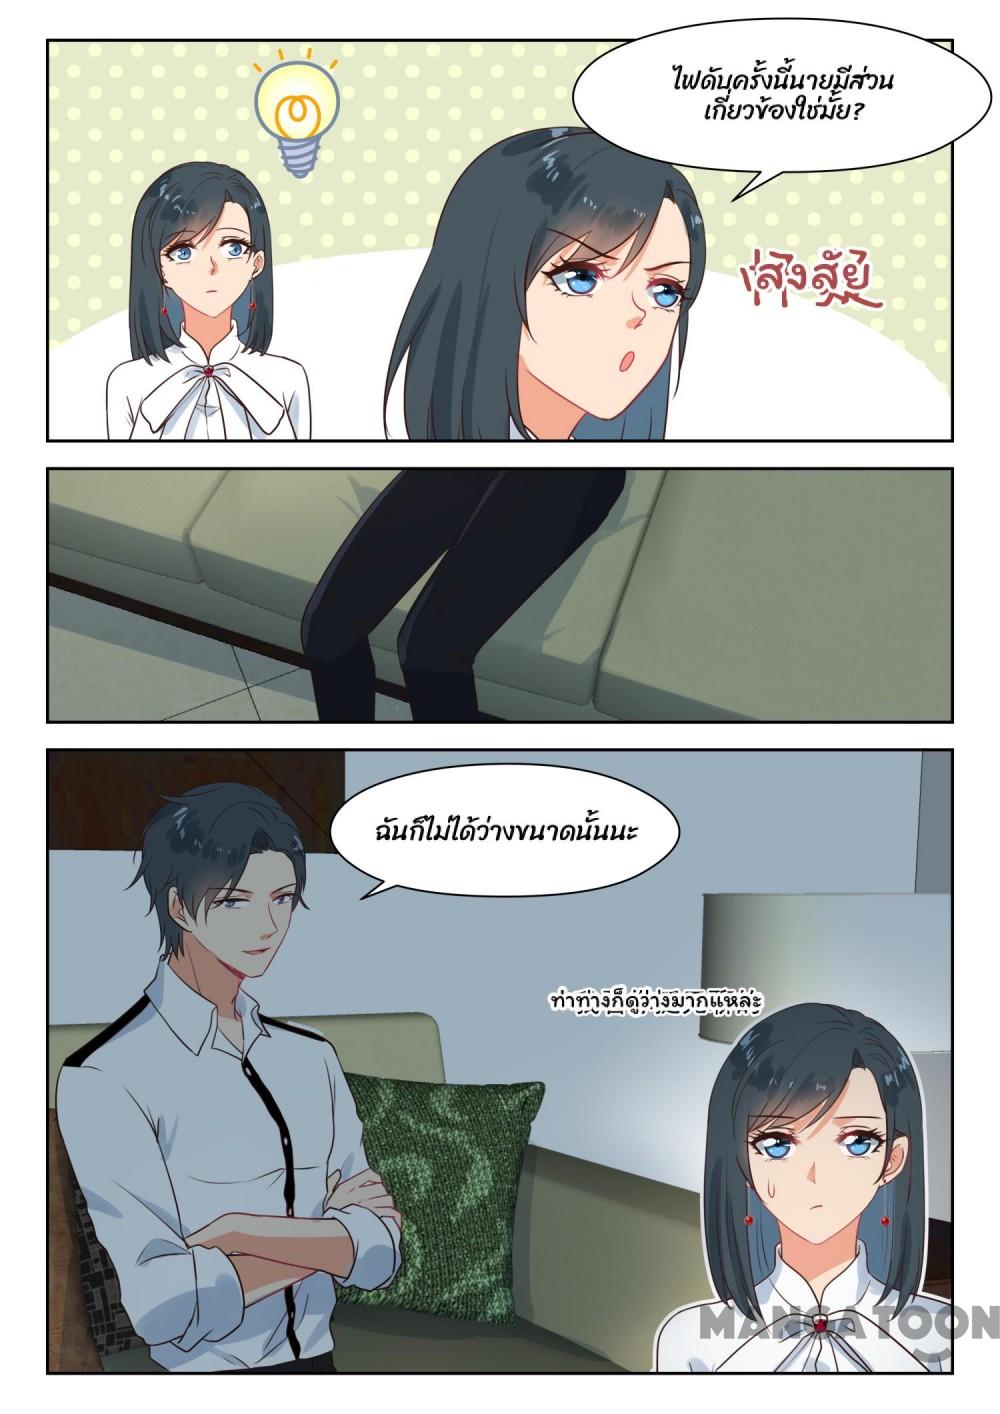 ไฟดับครั้งนี้นายมีส่วน
เกี่ยวข้องใช่มั้ย?
สงสัย
ฉันก็ไม่ได้ว่างขนาดนั้นนะ
ท่าทางก็ดูว่างมากแหละ
MANGATOON